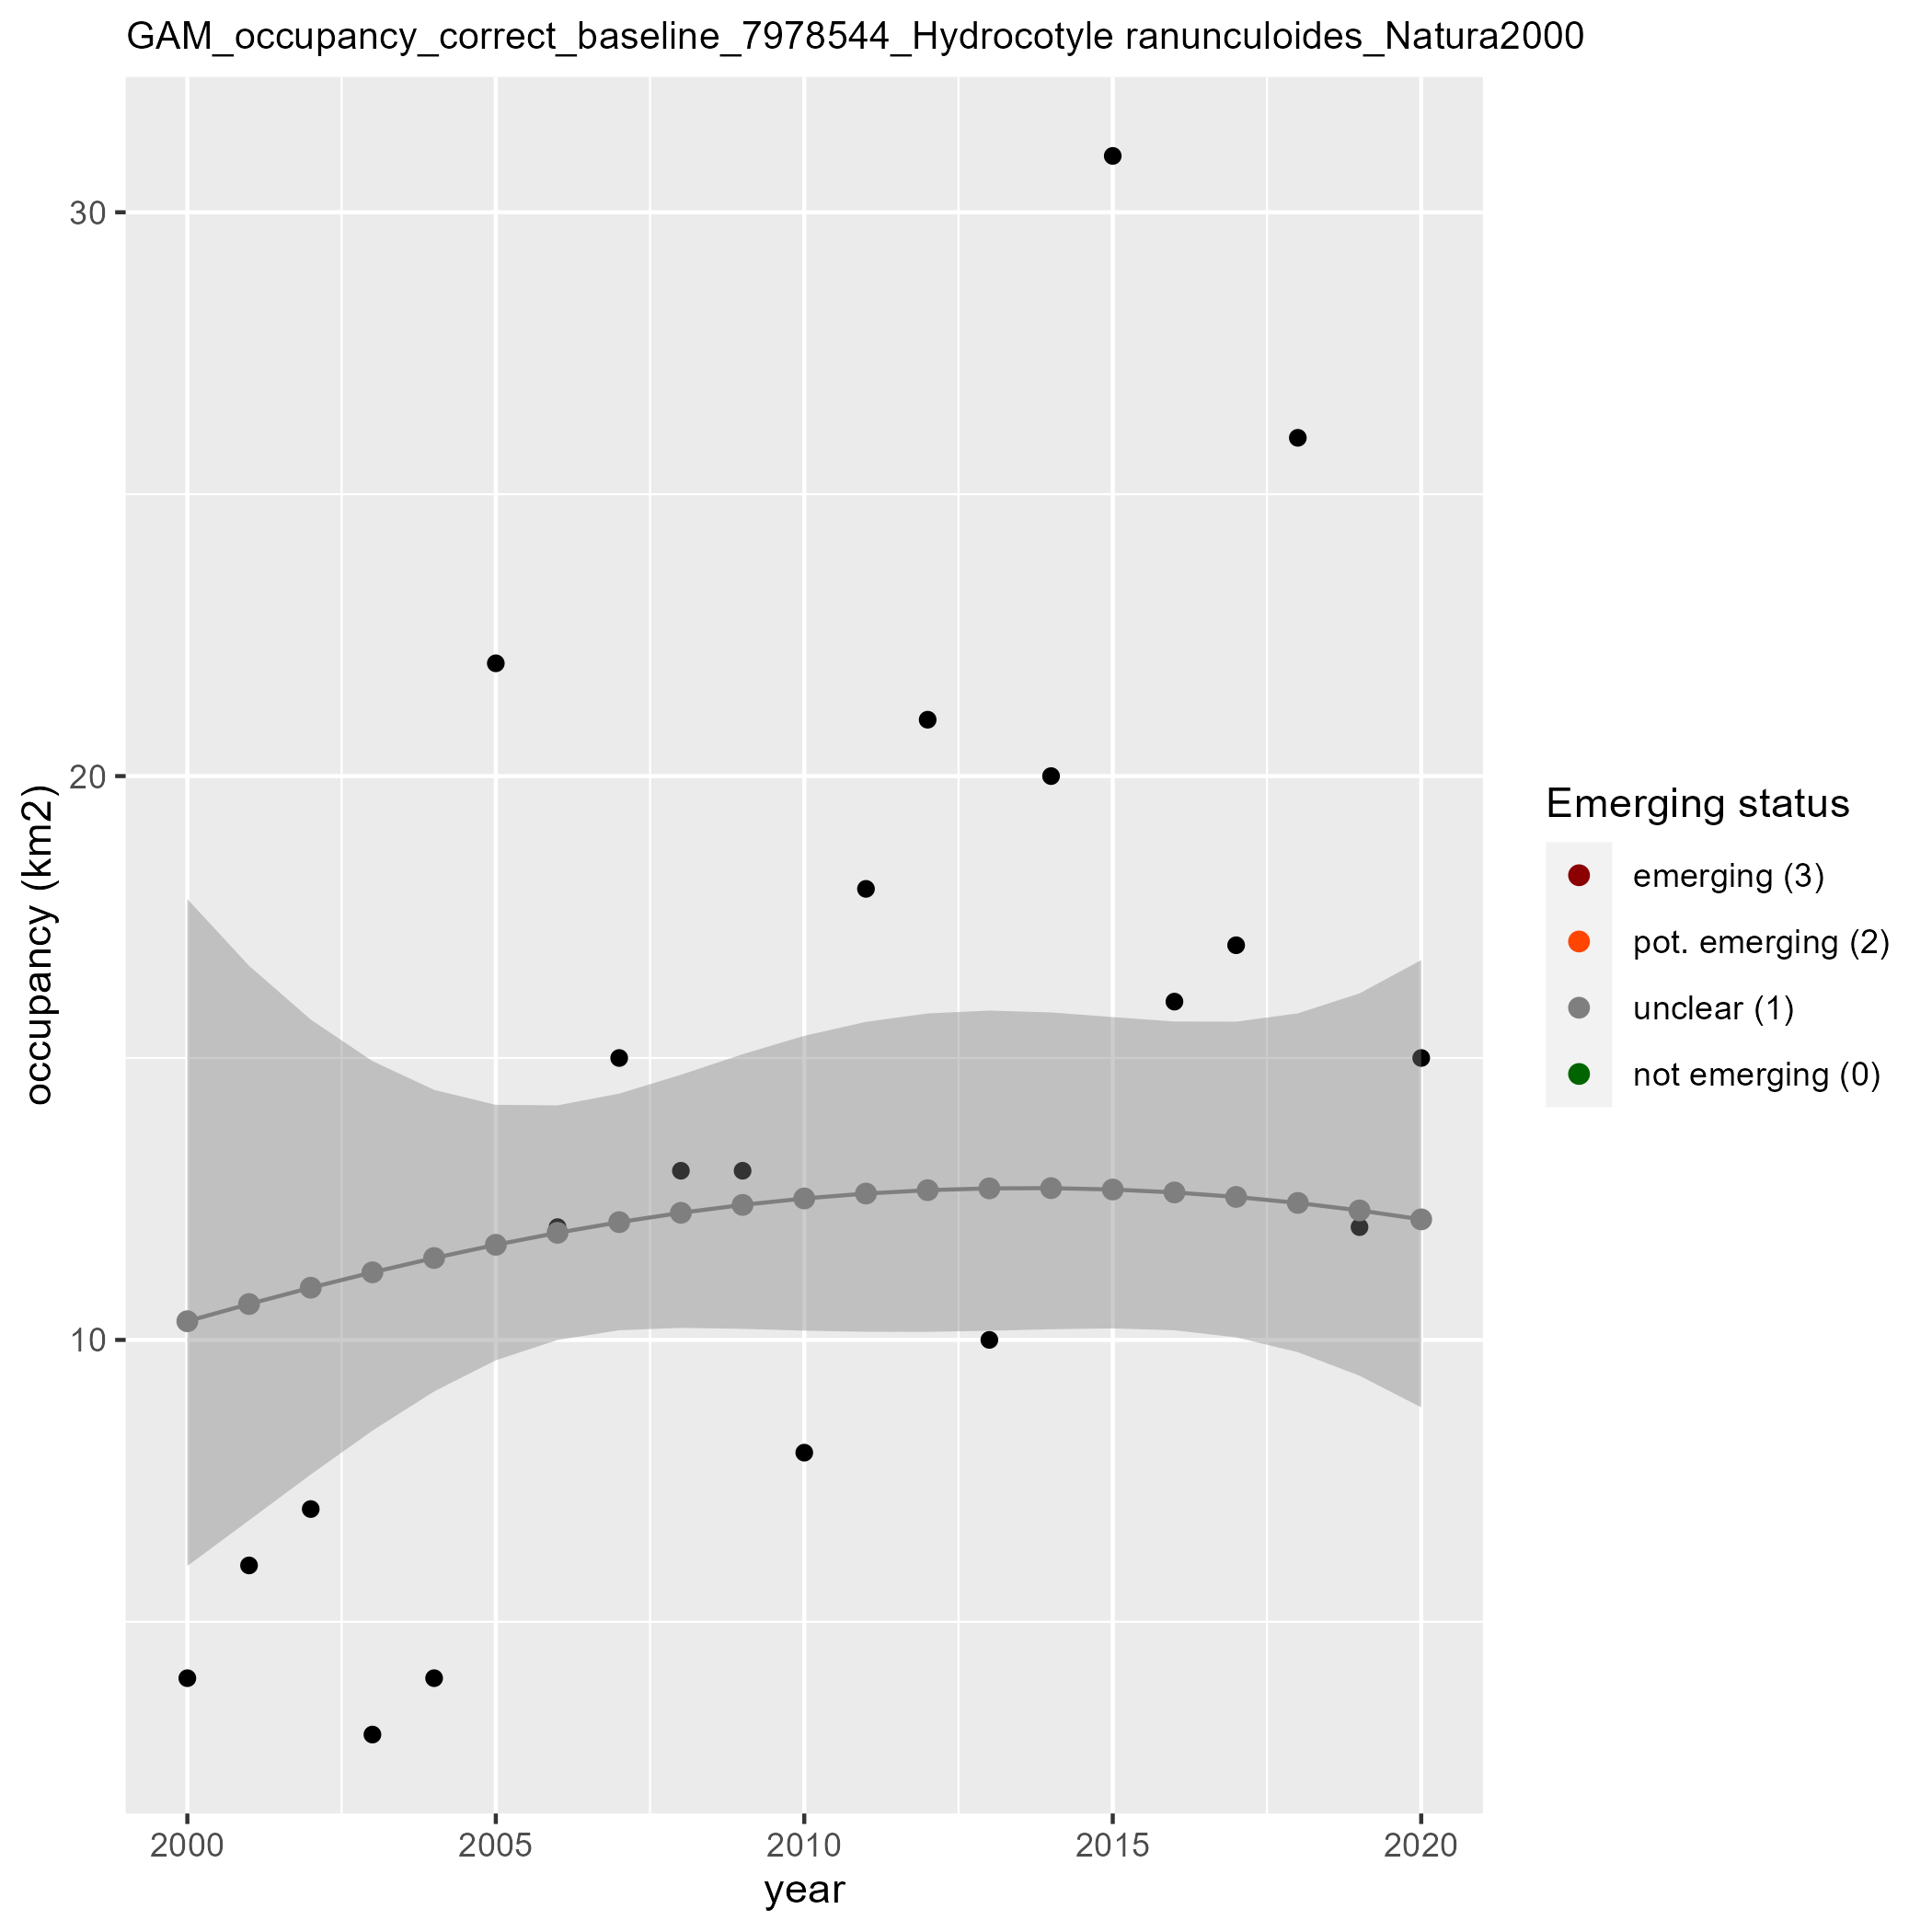 GAM_occupancy_correct_baseline_7978544_Hydrocotyle ranunculoides_Natura2000
30
20
10
occupancy (km2)
2000 2005 2010 2015 2020
year
Emerging status
emerging (3)
pot. emerging (2)
unclear (1)
not emerging (0)